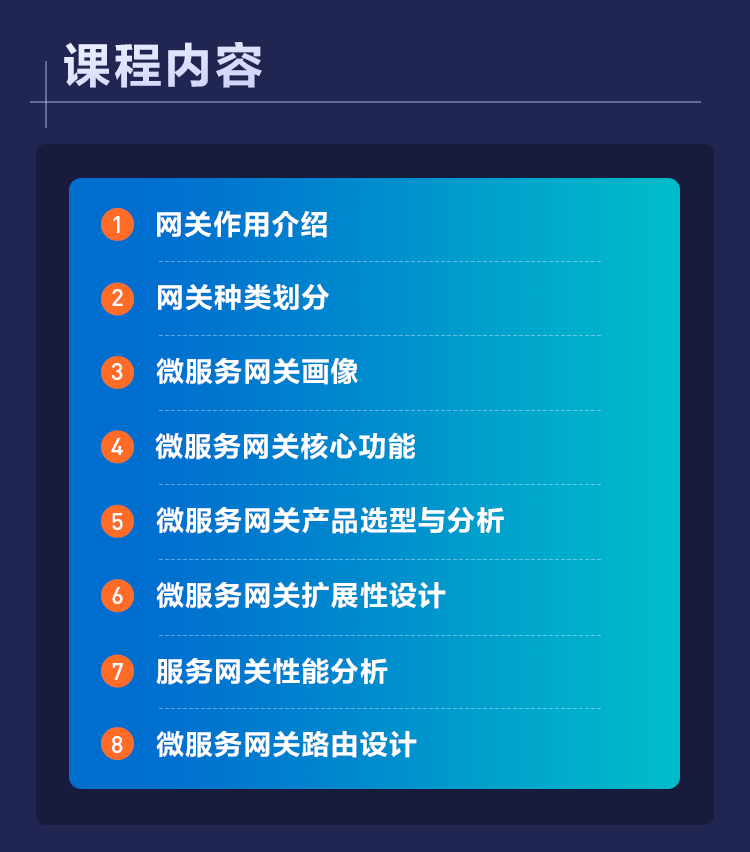 课程内容
1 网关作用介绍
2 网关种类划分
3 微服务网关画像
4 微服务网关核心功能
5 微服务网关产品选型与分析
6 微服务网关扩展性设计
7 服务网关性能分析
8 微服务网关路由设计